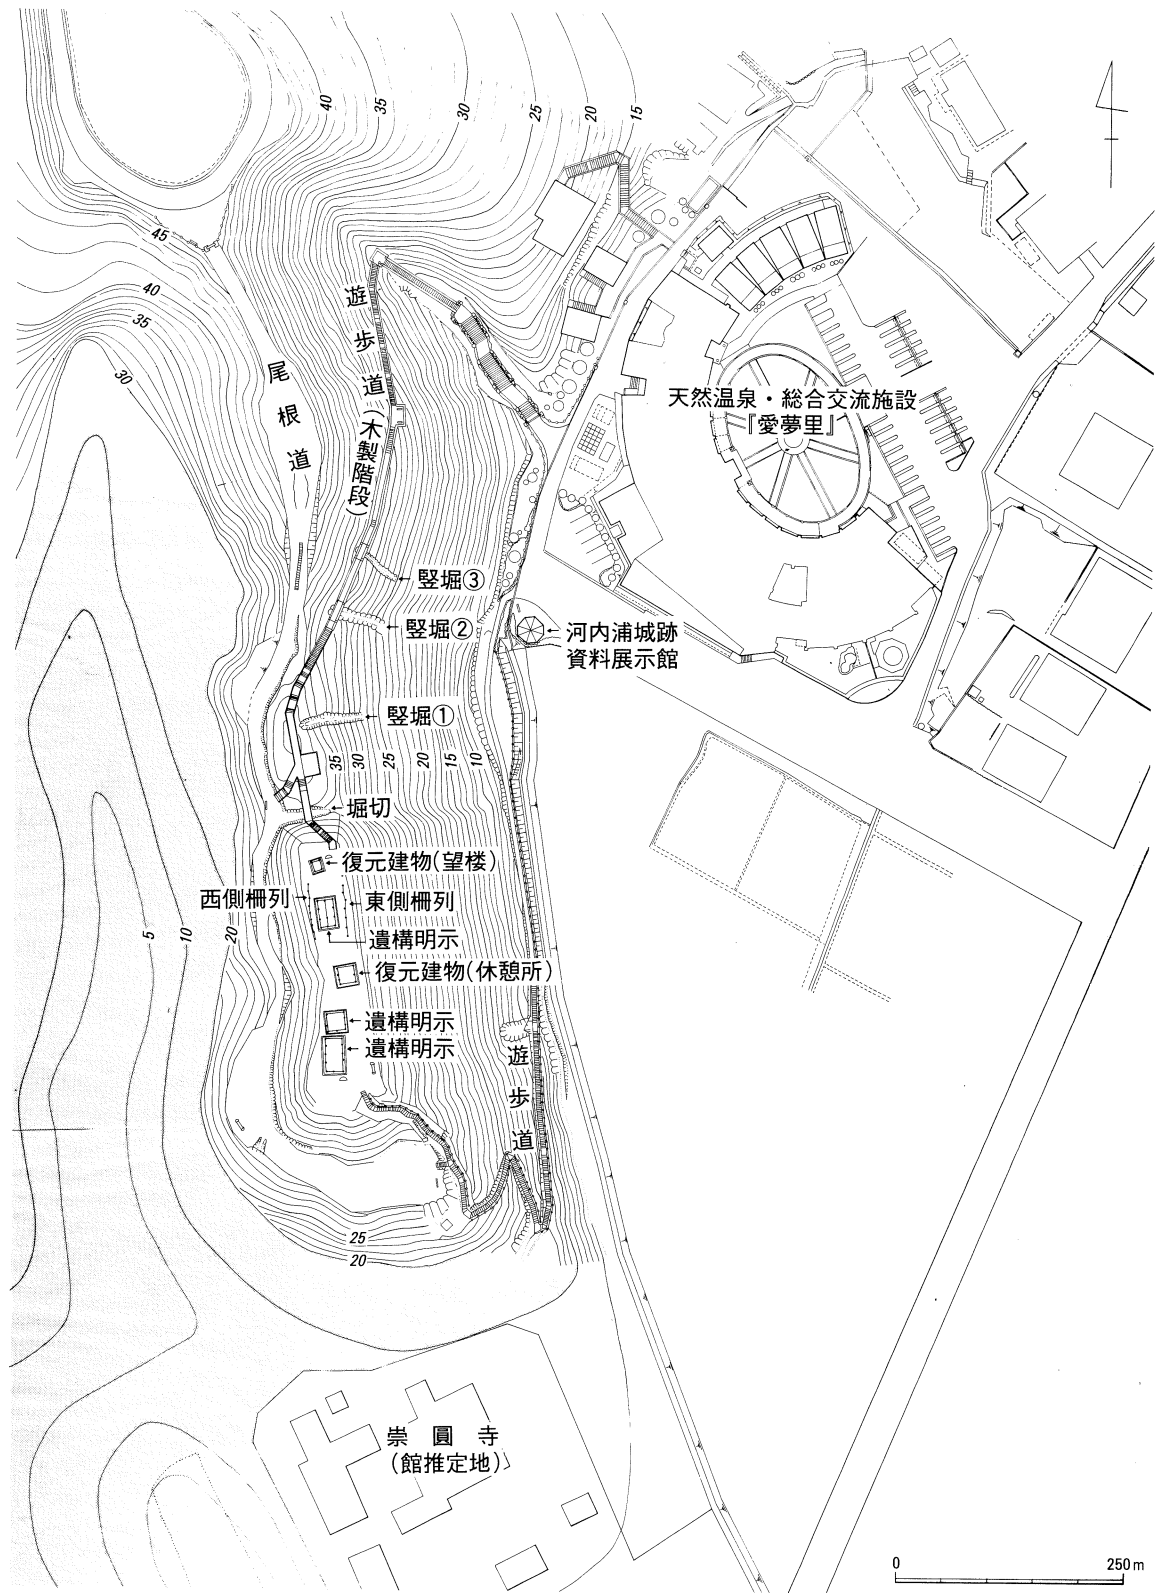 40
35
30
25
20
15
45
40
35
30
遊歩道(木製階段)
尾根道
天然温泉・総合交流施設
『愛夢里』
竪堀③
竪堀②
河内浦城跡
資料展示館
竪堀①
35
30
25
20
15
10
堀切
復元建物(望楼)
西側柵列
東側柵列
遺構明示
復元建物(休憩所)
5
10
20
遺構明示
遺構明示
遊歩道
25
20
崇圓寺
(館推定地)
0
250m